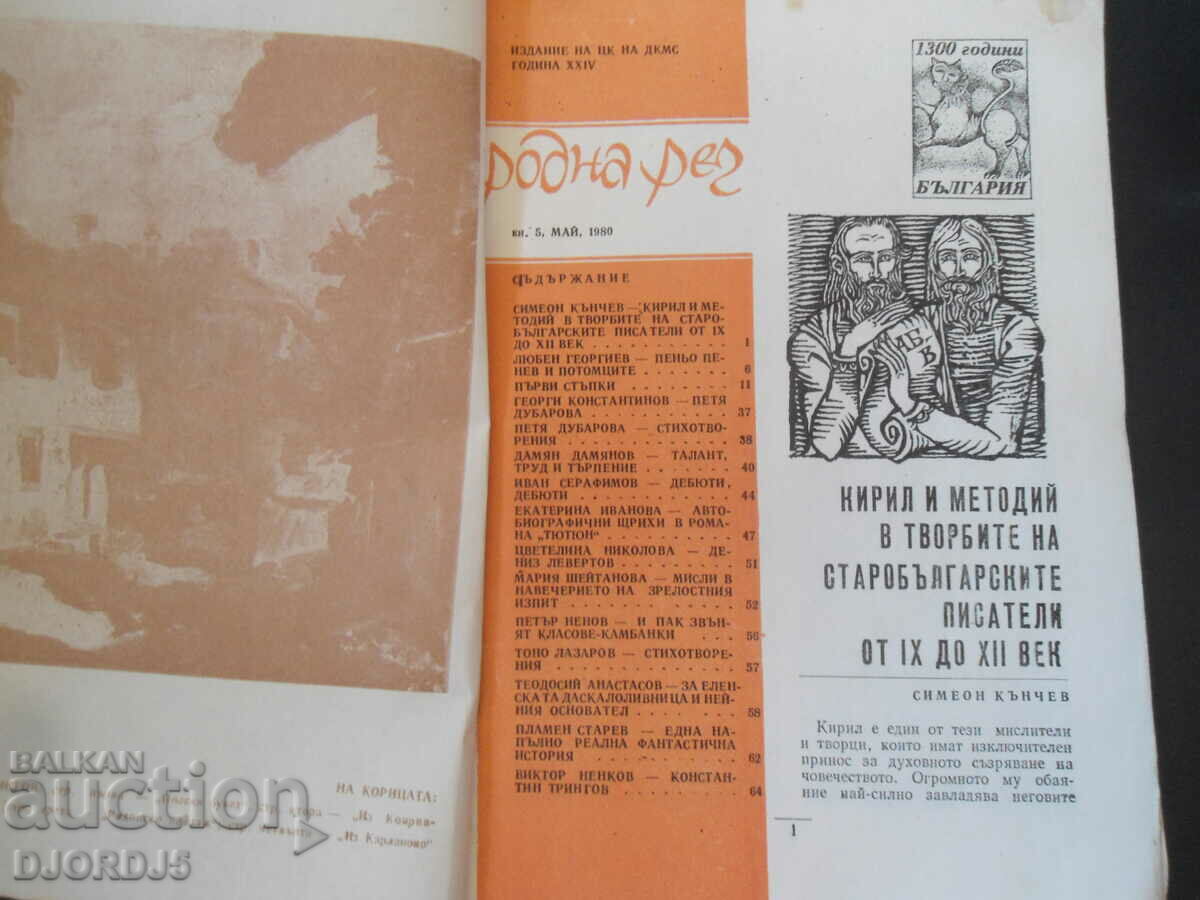 НА КОРИЦАТА:
„Из Карланово“
ИЗДАНИЕ НА ЦК НА ДКМС
ГОДИНА XXIV
родна реч
кн. 5, МАЙ, 1980
СЪДЪРЖАНИЕ
СИМЕОН КЪНЧЕВ — КИРИЛ И МЕ-
ТОДИЙ В ТВОРБИТЕ НА СТАРО-
БЪЛГАРСКИТЕ ПИСАТЕЛИ ОТ IX
ДО XII ВЕК . . . . . . . . 1
ЛЮБЕН ГЕОРГИЕВ — ПЕНЬО ПЕ-
НЕВ И ПОТОМЦИТЕ . . . . . . . 6
ПЪРВИ СТЪПКИ . . . . . . . . 11
ГЕОРГИ КОНСТАНТИНОВ — ПЕТЯ
ДУБАРОВА . . . . . . . . . . 37
ПЕТЯ ДУБАРОВА — СТИХОТВО-
РЕНИЯ . . . . . . . . . . . . 38
ДАМЯН ДАМЯНОВ — ТАЛАНТ,
ТРУД И ТЪРПЕНИЕ . . . . . . . 40
ИВАН СЕРАФИМОВ — ДЕБЮТИ,
ДЕБЮТИ . . . . . . . . . . . 44
ЕКАТЕРИНА ИВАНОВА — АВТО-
БИОГРАФИЧНИ ЩРИХИ В РОМА-
НА „ТЮТЮН“ . . . . . . . . . 47
ЦВЕТЕЛИНА НИКОЛОВА — ДЕ-
НИЗ ЛЕВЕРТОВ . . . . . . . . 51
МАРИЯ ШЕЙТАНОВА — МИСЛИ В
НАВЕЧЕРИЕТО НА ЗРЕЛОСТНИЯ
ИЗПИТ . . . . . . . . . . . . 52
ПЕТЪР НЕНОВ — И ПАК ЗВЪН-
ЯТ КЛАСОВЕ-КАМБАНКИ . . . 56
ТОНО ЛАЗАРОВ — СТИХОТВОРЕ-
НИЯ . . . . . . . . . . . . . 57
ТЕОДОСИЙ АНАСТАСОВ — ЗА ЕЛЕН-
СКАТА ДАСКАЛОЛИВНИЦА И НЕЙ-
НИЯ ОСНОВАТЕЛ . . . . . . . 58
ПЛАМЕН СТАРЕВ — ЕДНА НА-
ПЪЛНО РЕАЛНА ФАНТАСТИЧНА
ИСТОРИЯ . . . . . . . . . . . 62
ВИКТОР НЕНКОВ — КОНСТАН-
ТИН ТРИНГОВ . . . . . . . . . 64
1300 години
БЪЛГАРИЯ
АБ
В
КИРИЛ И МЕТОДИЙ
В ТВОРБИТЕ НА
СТАРОБЪЛГАРСКИТЕ
ПИСАТЕЛИ
ОТ IX ДО XII ВЕК
СИМЕОН КЪНЧЕВ
Кирил е един от тези мислители
и творци, които имат изключителен
принос за духовното съзряване на
човечеството. Огромното му обая-
ние най-силно завладява неговите
1
BALKAN
auction
DJORDJ5